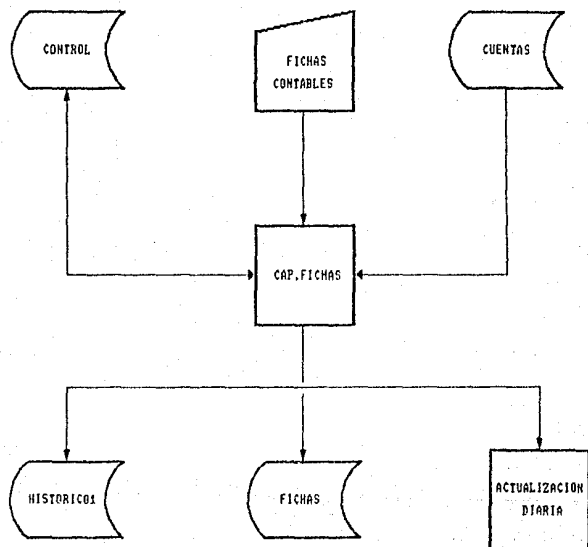 CONTROL
FICHAS
CONTABLES
CUENTAS
CAP,FICHAS
HISTORICO1
FICHAS
ACTUALIZACION
DIARIA